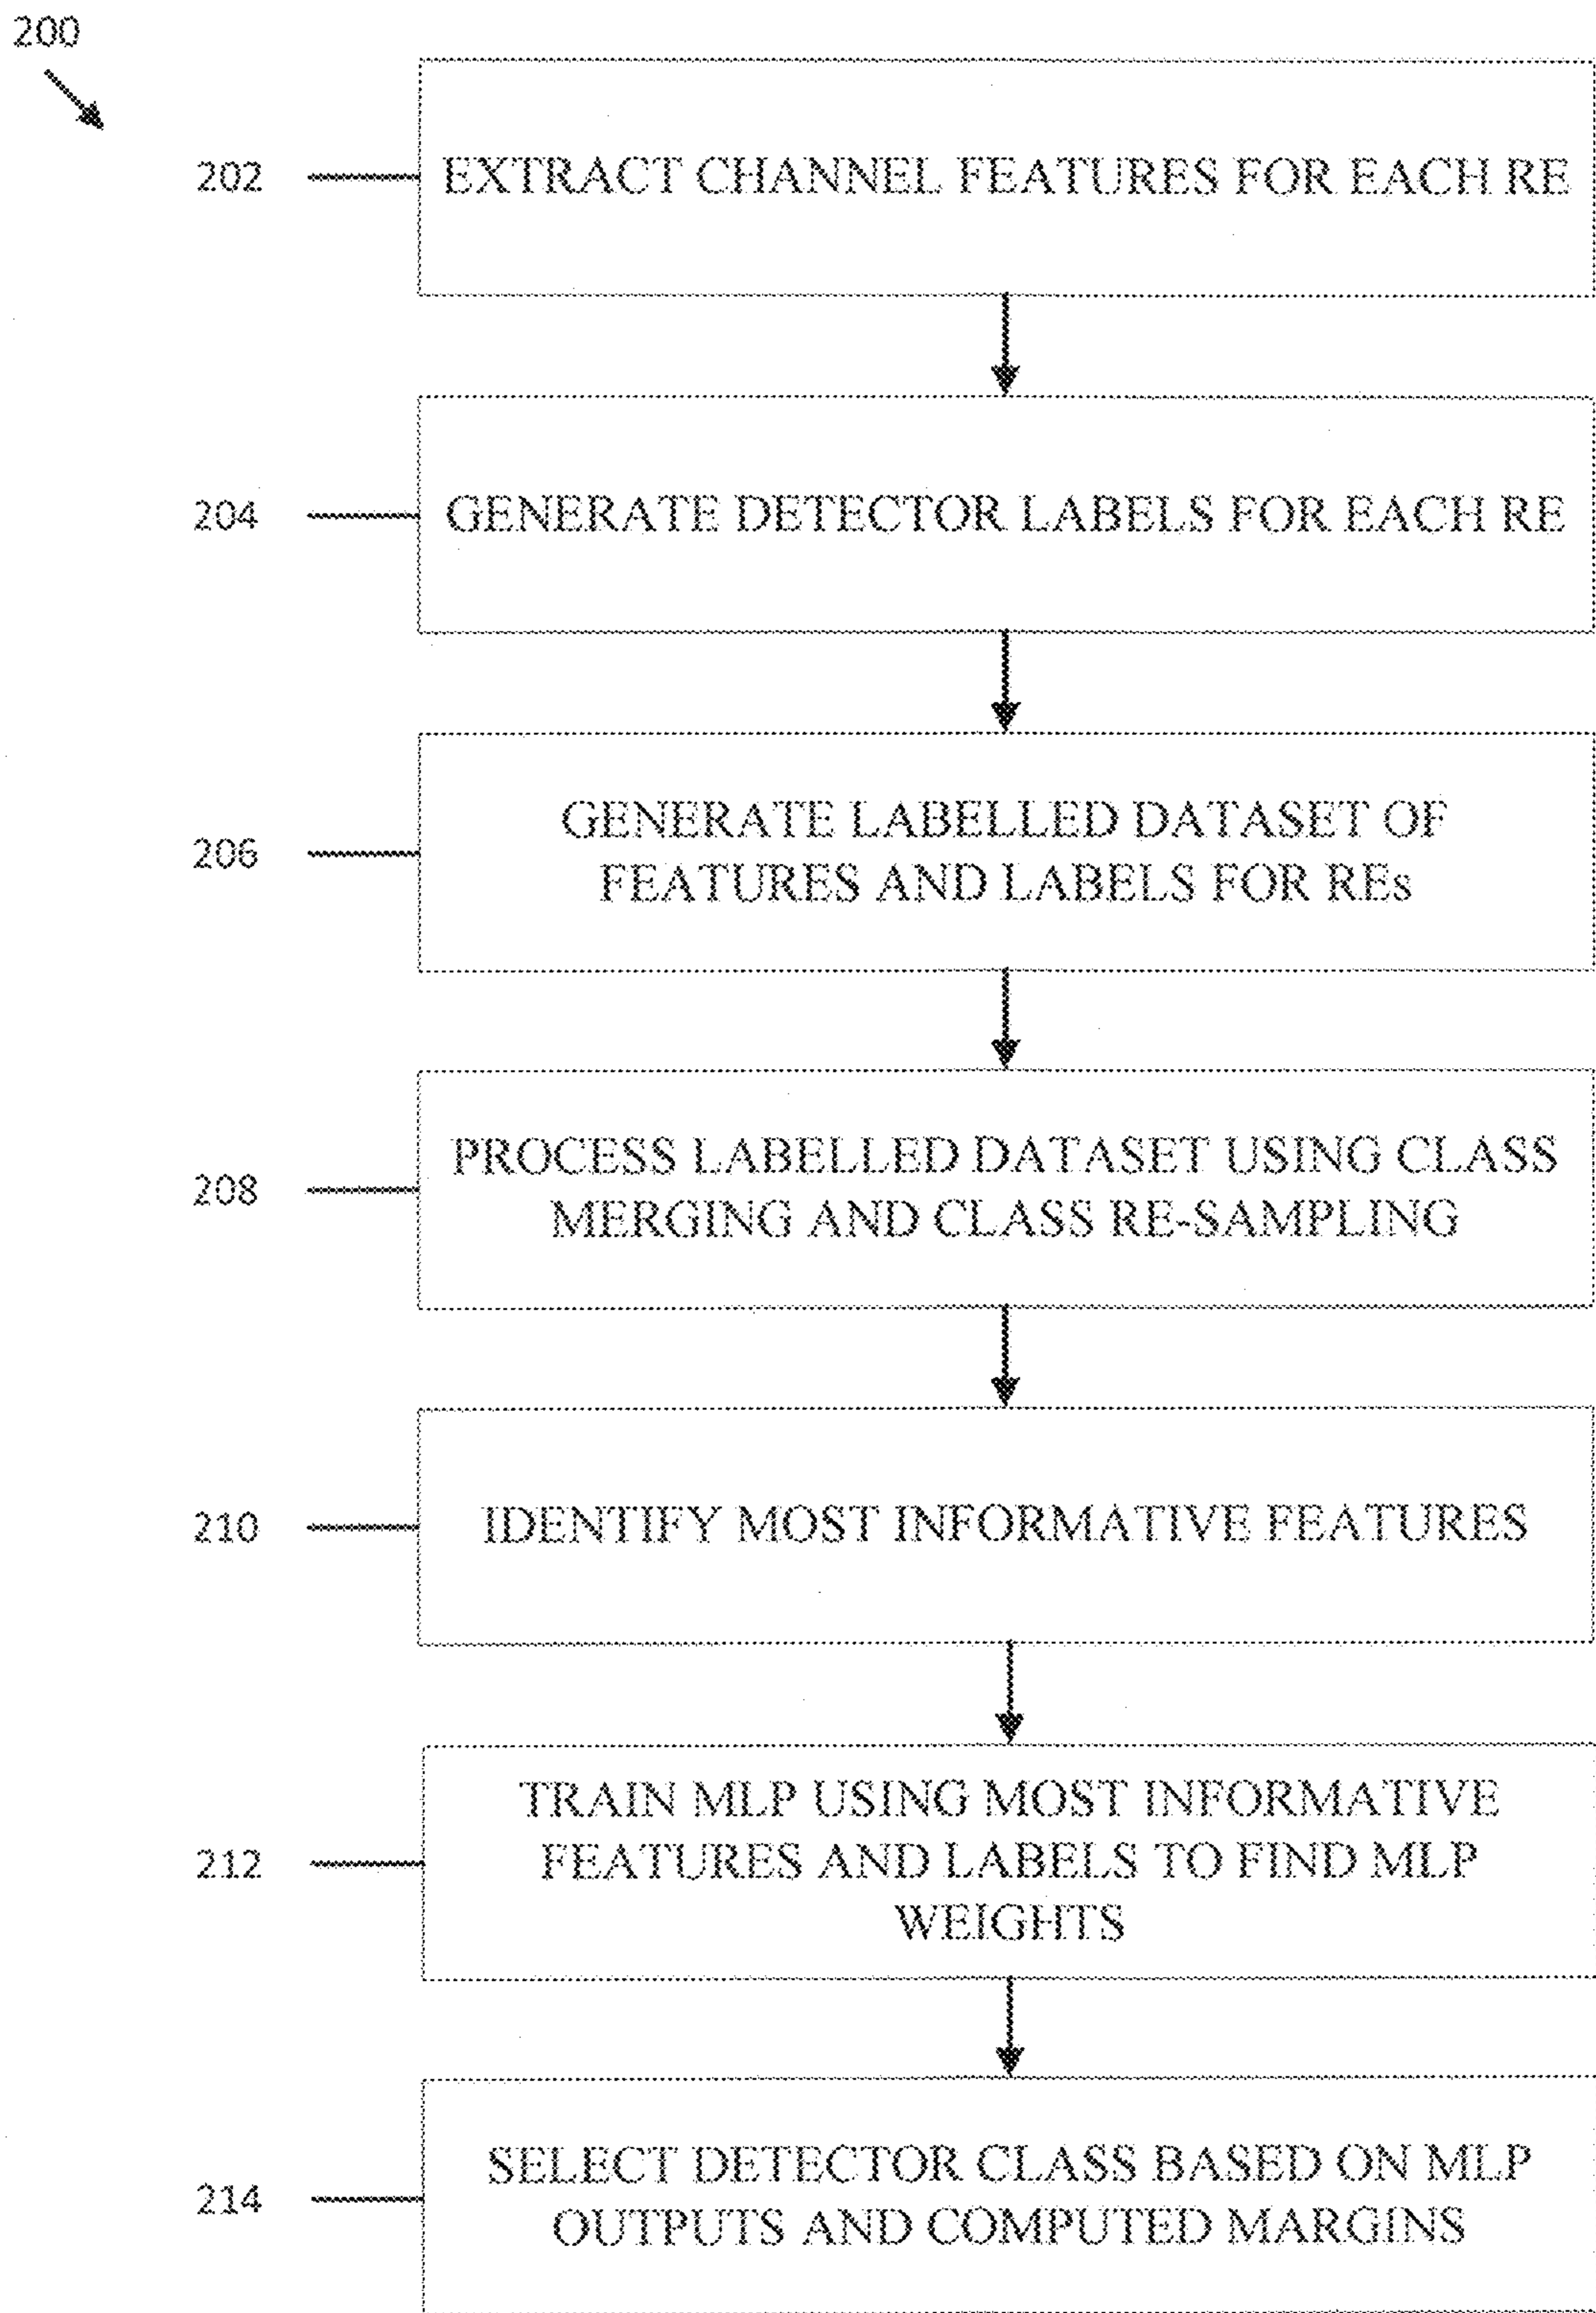 200
202
EXTRACT CHANNEL FEATURES FOR EACH RE
204
GENERATE DETECTOR LABELS FOR EACH RE
206
GENERATE LABELLED DATASET OF
FEATURES AND LABELS FOR REs
208
PROCESS LABELLED DATASET USING CLASS
MERGING AND CLASS RE-SAMPLING
210
IDENTIFY MOST INFORMATIVE FEATURES
212
TRAIN MLP USING MOST INFORMATIVE
FEATURES AND LABELS TO FIND MLP
WEIGHTS
214
SELECT DETECTOR CLASS BASED ON MLP
OUTPUTS AND COMPUTED MARGINS